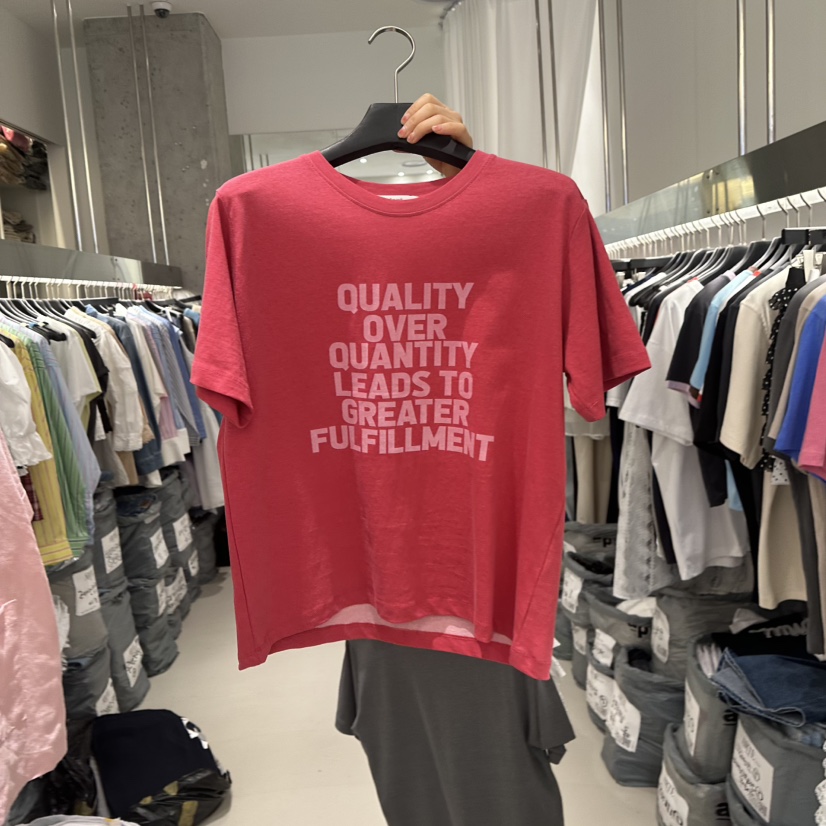 QUALITY
OVER
QUANTITY
LEADS TO
GREATER
FULFILLMENT